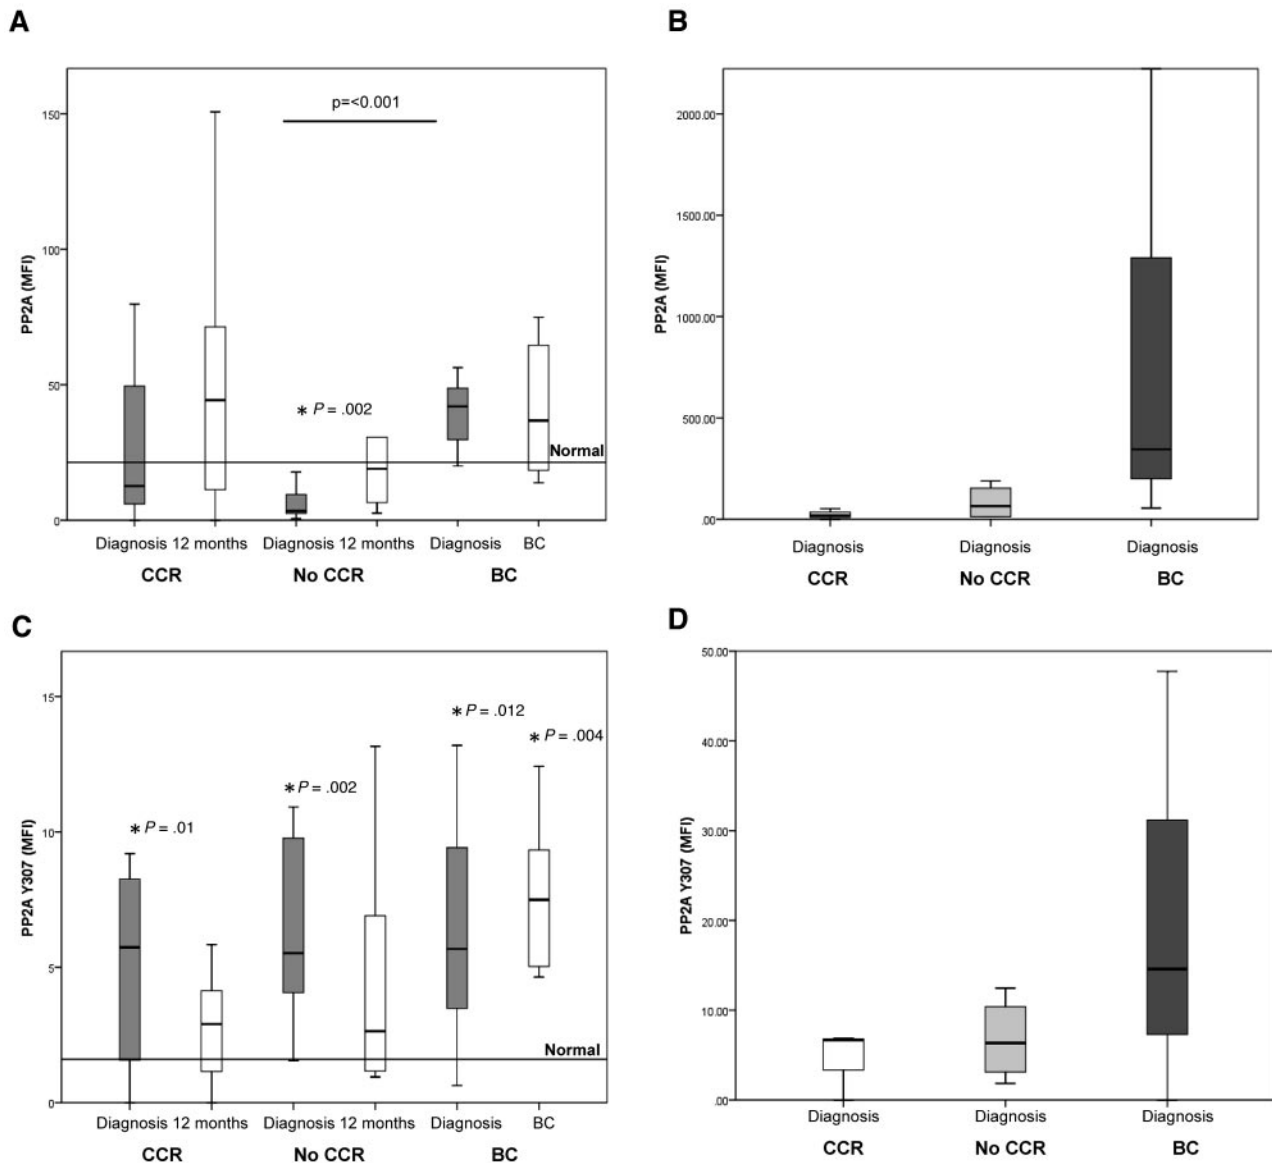 A
PP2A (MFI)
150
100
50
0
p=<0.001
* P = .002
Normal
Diagnosis 12 months Diagnosis 12 months Diagnosis BC
CCR No CCR BC
B
PP2A (MFI)
2000.00
1500.00
1000.00
500.00
.00
Diagnosis Diagnosis Diagnosis
CCR No CCR BC
C
PP2A Y307 (MFI)
15
10
5
0
* P = .012
* P = .004
* P = .002
* P = .01
Normal
Diagnosis 12 months Diagnosis 12 months Diagnosis BC
CCR No CCR BC
D
PP2A Y307 (MFI)
50.00
40.00
30.00
20.00
10.00
.00
Diagnosis Diagnosis Diagnosis
CCR No CCR BC